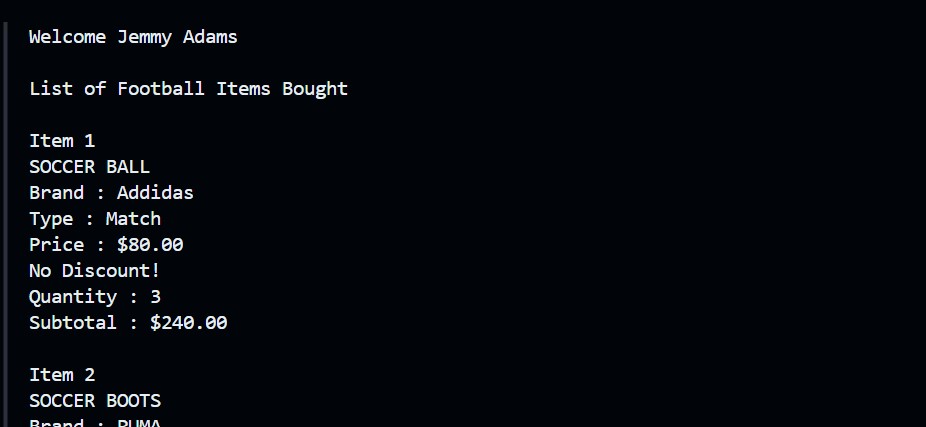 Welcome Jemmy Adams
List of Football Items Bought
Item 1
SOCCER BALL
Brand : Addidas
Type : Match
Price : $80.00
No Discount!
Quantity : 3
Subtotal : $240.00
Item 2
SOCCER BOOTS
Brand : PUMA